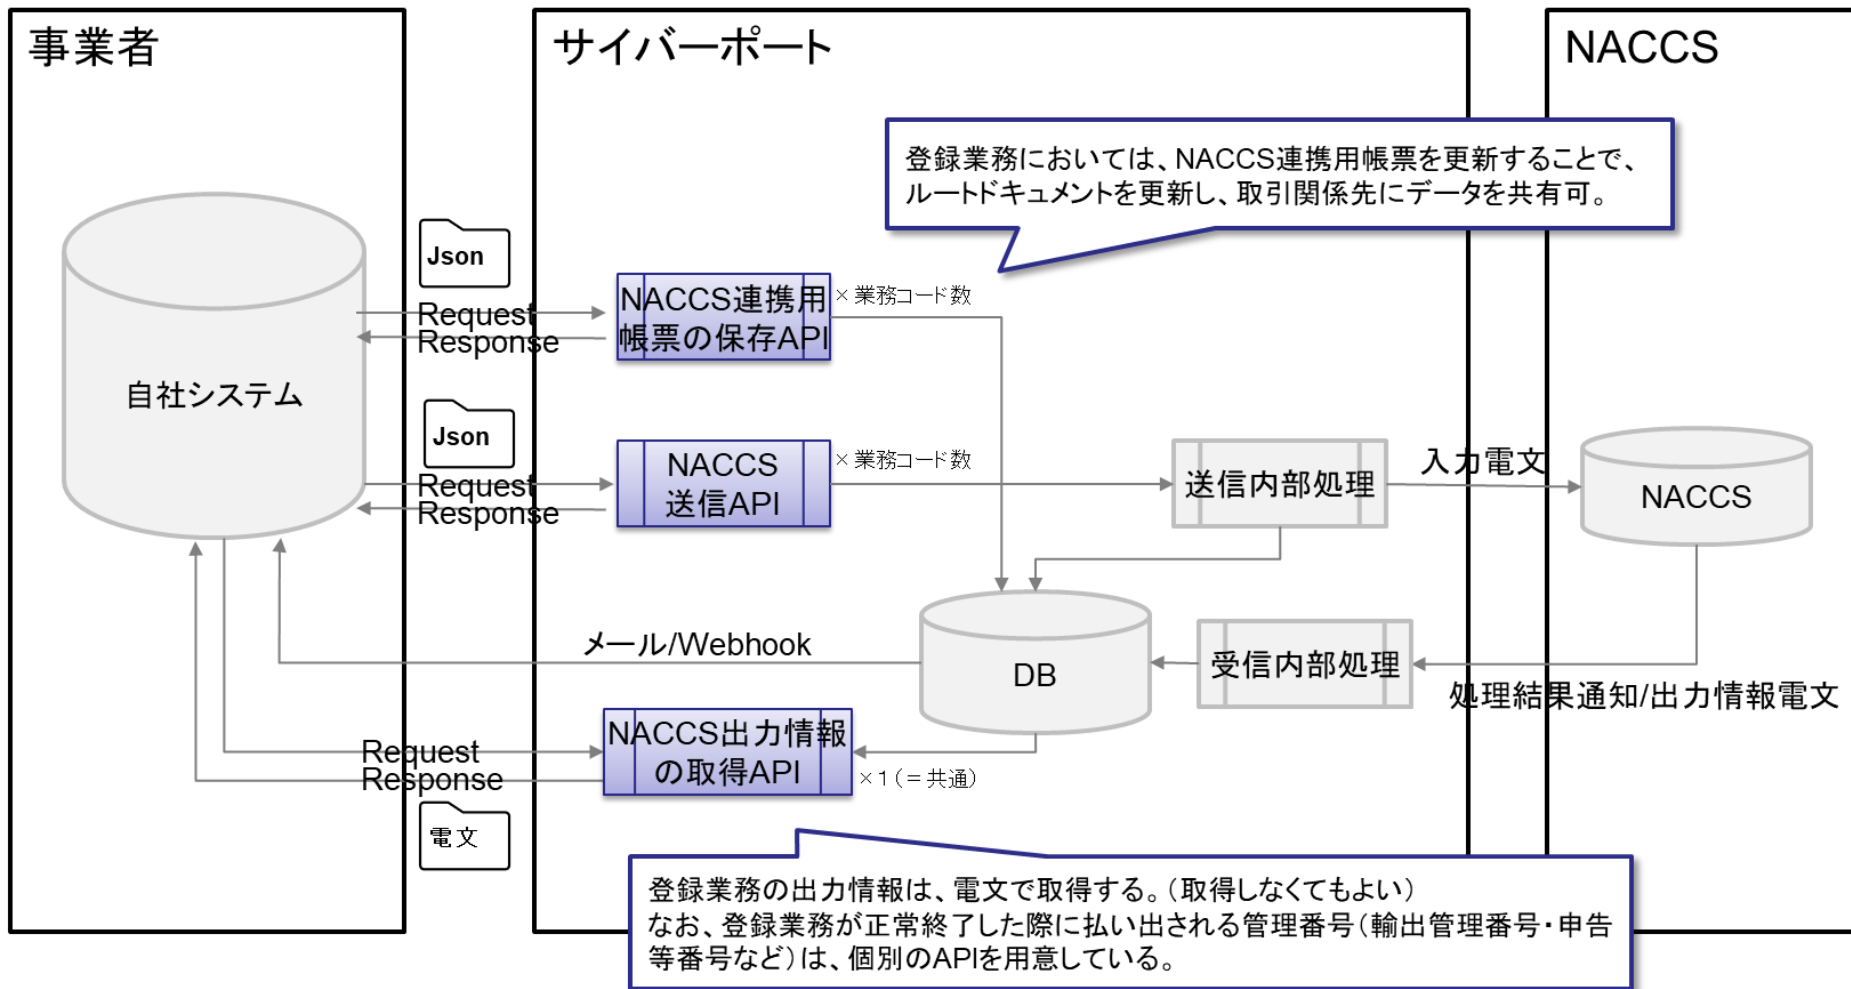 事業者
サイバーポート
NACCS
登録業務においては、NACCS連携用帳票を更新することで、
ルートドキュメントを更新し、取引関係先にデータを共有可。
Json
Request
Response
NACCS連携用
帳票の保存API
×業務コード数
自社システム
Json
Request
Response
NACCS
送信API
×業務コード数
送信内部処理
入力電文
NACCS
メール/Webhook
DB
受信内部処理
処理結果通知/出力情報電文
Request
Response
NACCS出力情報
の取得API
×1(=共通)
電文
登録業務の出力情報は、電文で取得する。(取得しなくてもよい)
なお、登録業務が正常終了した際に払い出される管理番号(輸出管理番号・申告
等番号など)は、個別のAPIを用意している。